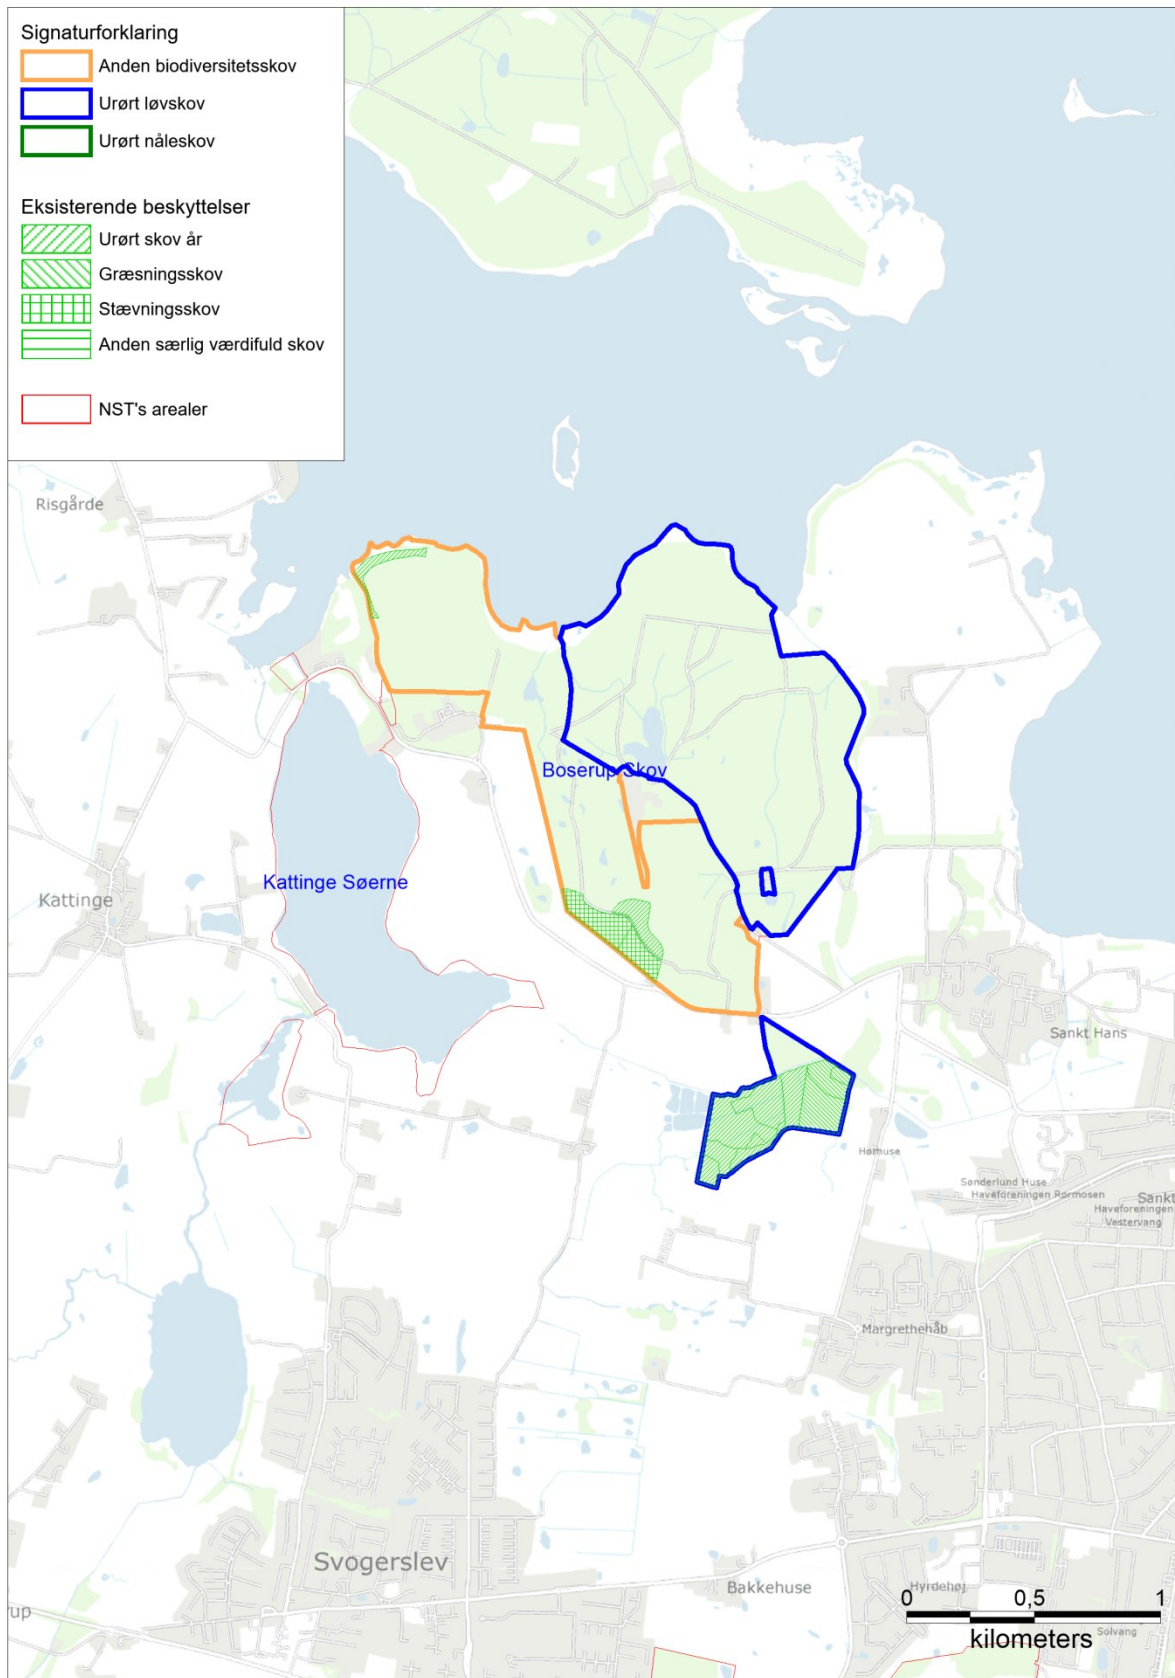 Signaturforklaring
Anden biodiversitetsskov
Urørt løvskov
Urørt nåleskov
Eksisterende beskyttelser
Urørt skov år
Græsningsskov
Stævningsskov
Anden særlig værdifuld skov
NST's arealer
Risgårde
Boserup Skov
Kattinge Søerne
Kattinge
Sankt Hans
Hørhuse
Sønderlund Huse
Haveforeningen Rørmosen
Sankt
Haveforeningen
Vestervang
Margrethehåb
Svogerslev
Bakkehuse
Hyrdehøj
up
0 0,5 1
kilometers
Solvang